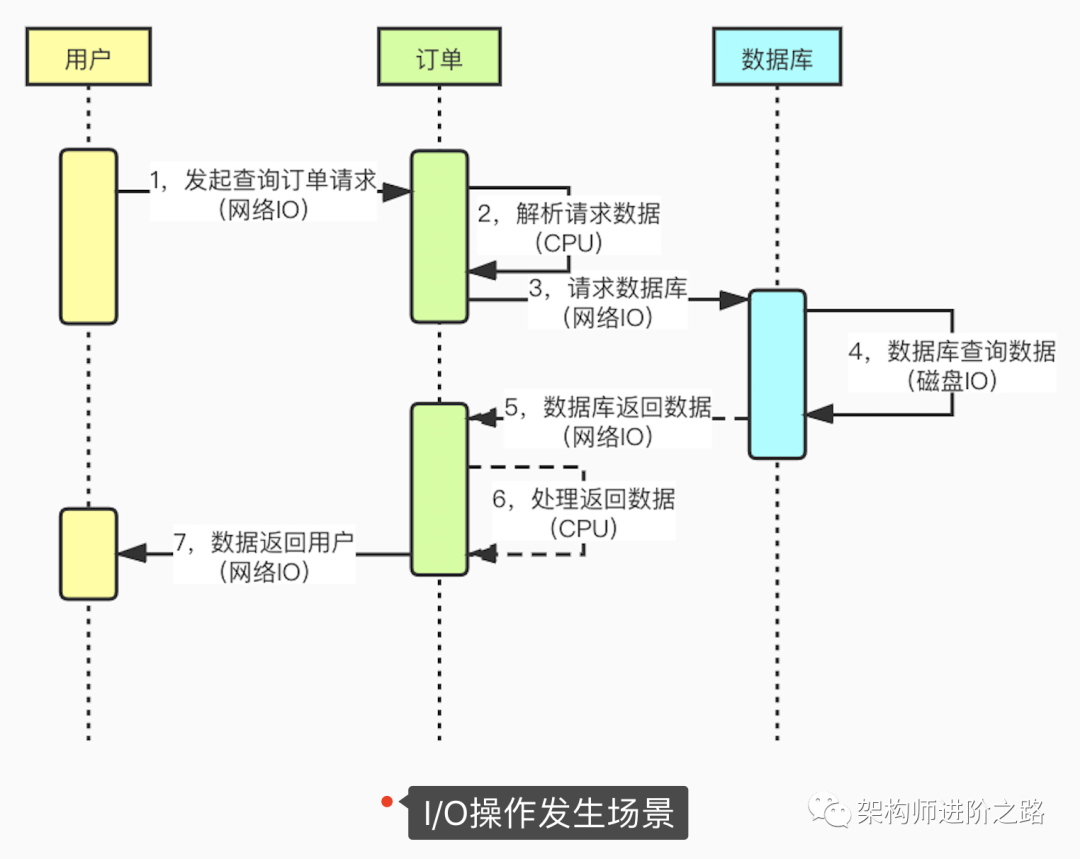 用户
订单
数据库
1，发起查询订单请求
（网络IO）
2，解析请求数据
（CPU）
3，请求数据库
（网络IO）
4，数据库查询数据
（磁盘IO）
5，数据库返回数据
（网络IO）
6，处理返回数据
（CPU）
7，数据返回用户
（网络IO）
I/O操作发生场景
架构师进阶之路